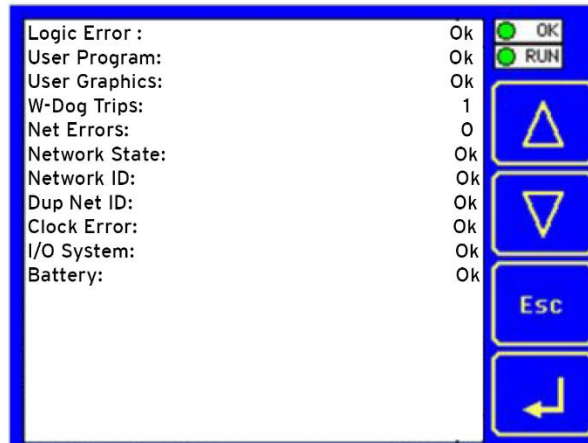 Logic Error : Ok
User Program: Ok
User Graphics: Ok
W-Dog Trips: 1
Net Errors: 0
Network State: Ok
Network ID: Ok
Dup Net ID: Ok
Clock Error: Ok
I/O System: Ok
Battery: Ok
OK
RUN
Esc